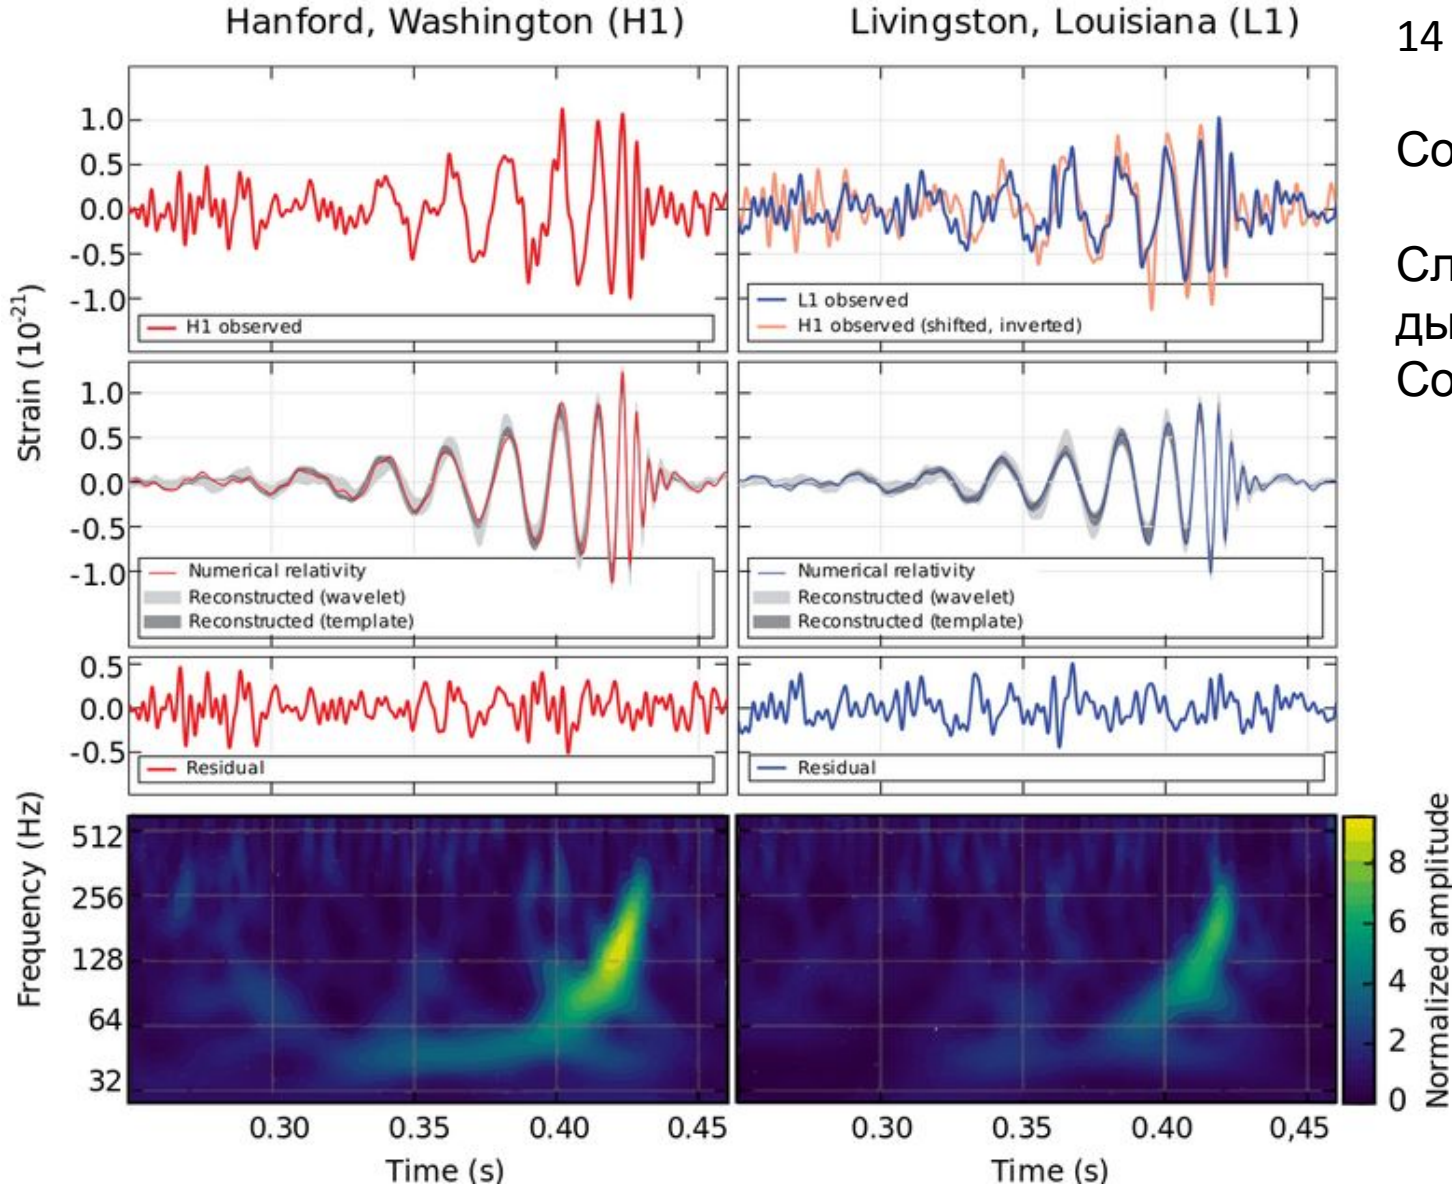 Hanford, Washington (H1)
Livingston, Louisiana (L1)
14
Strain (10⁻²¹)
1.0
0.5
0.0
-0.5
-1.0
H1 observed
L1 observed
H1 observed (shifted, inverted)
1.0
0.5
0.0
-0.5
-1.0
Numerical relativity
Reconstructed (wavelet)
Reconstructed (template)
Numerical relativity
Reconstructed (wavelet)
Reconstructed (template)
0.5
0.0
-0.5
Residual
Residual
Frequency (Hz)
512
256
128
64
32
0.30 0.35 0.40 0.45
Time (s)
0.30 0.35 0.40 0,45
Time (s)
8
6
4
2
0
Normalized amplitude